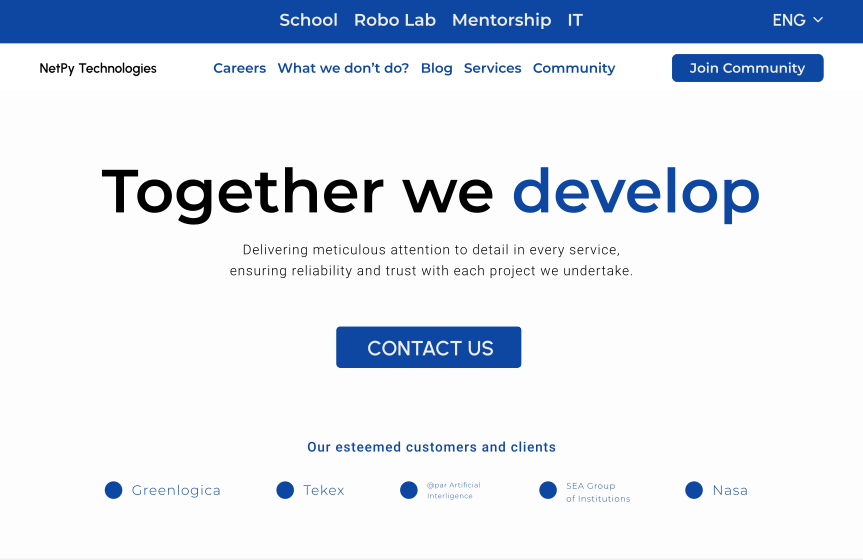 School Robo Lab Mentorship IT ENG
NetPy Technologies Careers What we don't do? Blog Services Community Join Community
Together we develop
Delivering meticulous attention to detail in every service,
ensuring reliability and trust with each project we undertake.
CONTACT US
Our esteemed customers and clients
Greenlogica
Tekex
@par Artificial
Interligence
SEA Group
of Institutions
Nasa